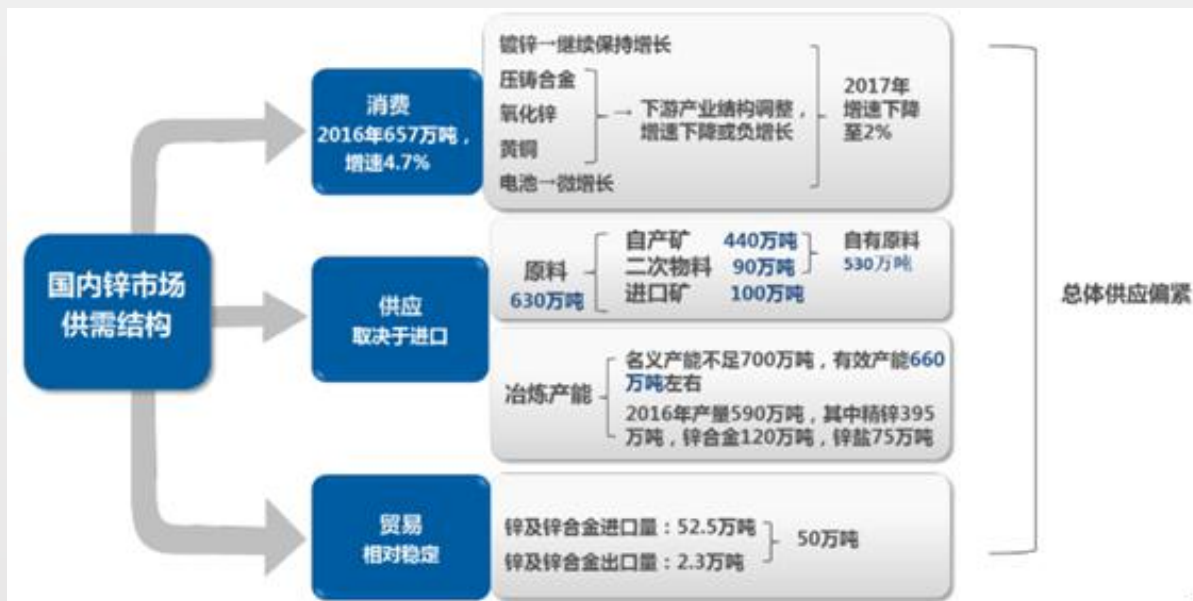 国内锌市场
供需结构
消费
2016年657万吨，
增速4.7%
镀锌→继续保持增长
压铸合金
氧化锌
黄铜
→ 下游产业结构调整，
增速下降或负增长
电池→微增长
2017年
增速下降
至2%
供应
取决于进口
原料
630万吨
自产矿 440万吨
二次物料 90万吨
进口矿 100万吨
自有原料
530万吨
冶炼产能
名义产能不足700万吨，有效产能660
万吨左右
2016年产量590万吨，其中精锌395
万吨，锌合金120万吨，锌盐75万吨
贸易
相对稳定
锌及锌合金进口量：52.5万吨
锌及锌合金出口量：2.3万吨
50万吨
总体供应偏紧